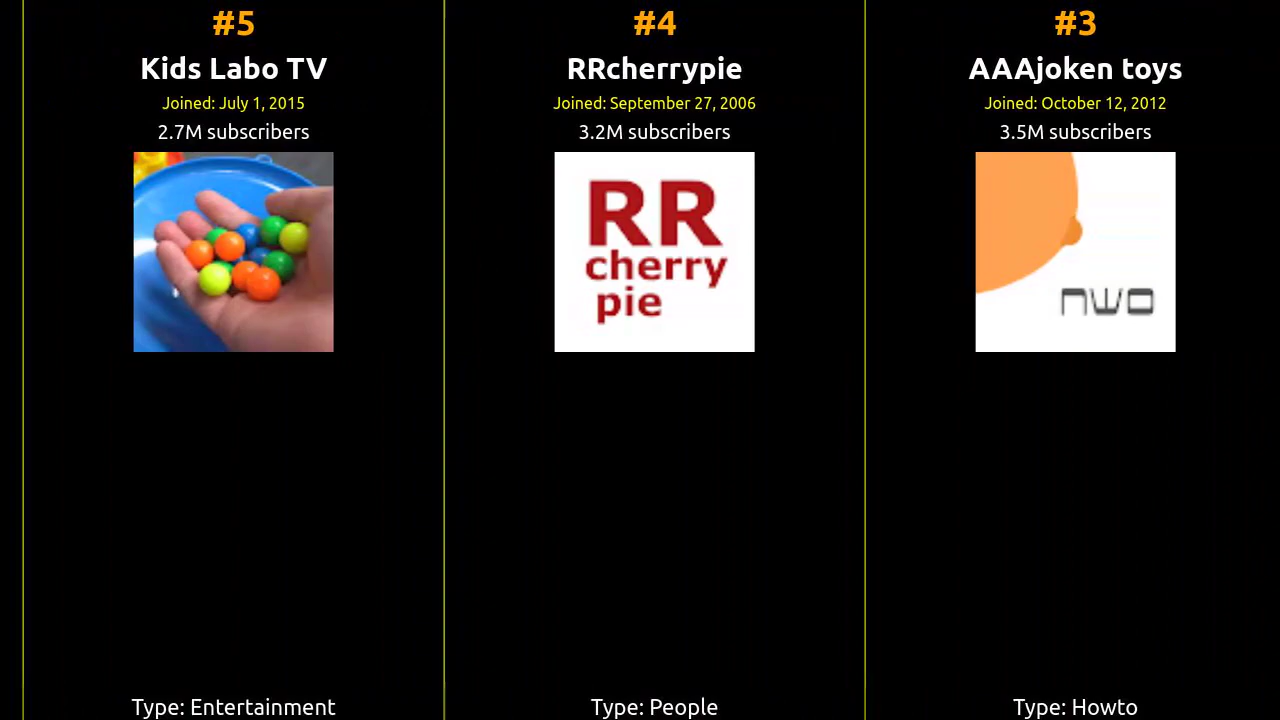 #5
Kids Labo TV
Joined: July 1, 2015
2.7M subscribers
Type: Entertainment
#4
RRcherrypie
Joined: September 27, 2006
3.2M subscribers
RR
cherry
pie
Type: People
#3
AAAjoken toys
Joined: October 12, 2012
3.5M subscribers
Type: Howto